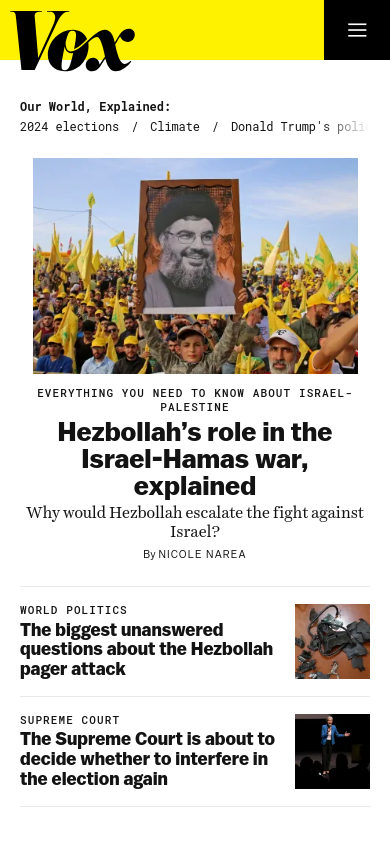 Vox
Our World, Explained:
2024 elections / Climate / Donald Trump's poli
EVERYTHING YOU NEED TO KNOW ABOUT ISRAEL-
PALESTINE
Hezbollah’s role in the
Israel-Hamas war,
explained
Why would Hezbollah escalate the fight against
Israel?
By NICOLE NAREA
WORLD POLITICS
The biggest unanswered
questions about the Hezbollah
pager attack
SUPREME COURT
The Supreme Court is about to
decide whether to interfere in
the election again